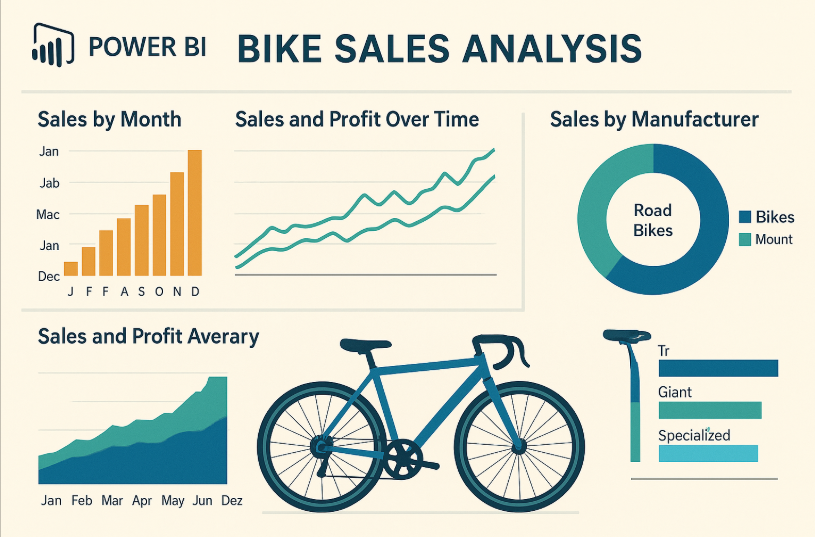 POWER BI
BIKE SALES ANALYSIS
Sales by Month
Jan
Jab
Mac
Jan
Dec
J F F A S O N D
Sales and Profit Over Time
Sales by Manufacturer
Road
Bikes
Bikes
Mount
Sales and Profit Averary
Jan Feb Mar Apr May Jun Dez
Tr
Giant
Specialized